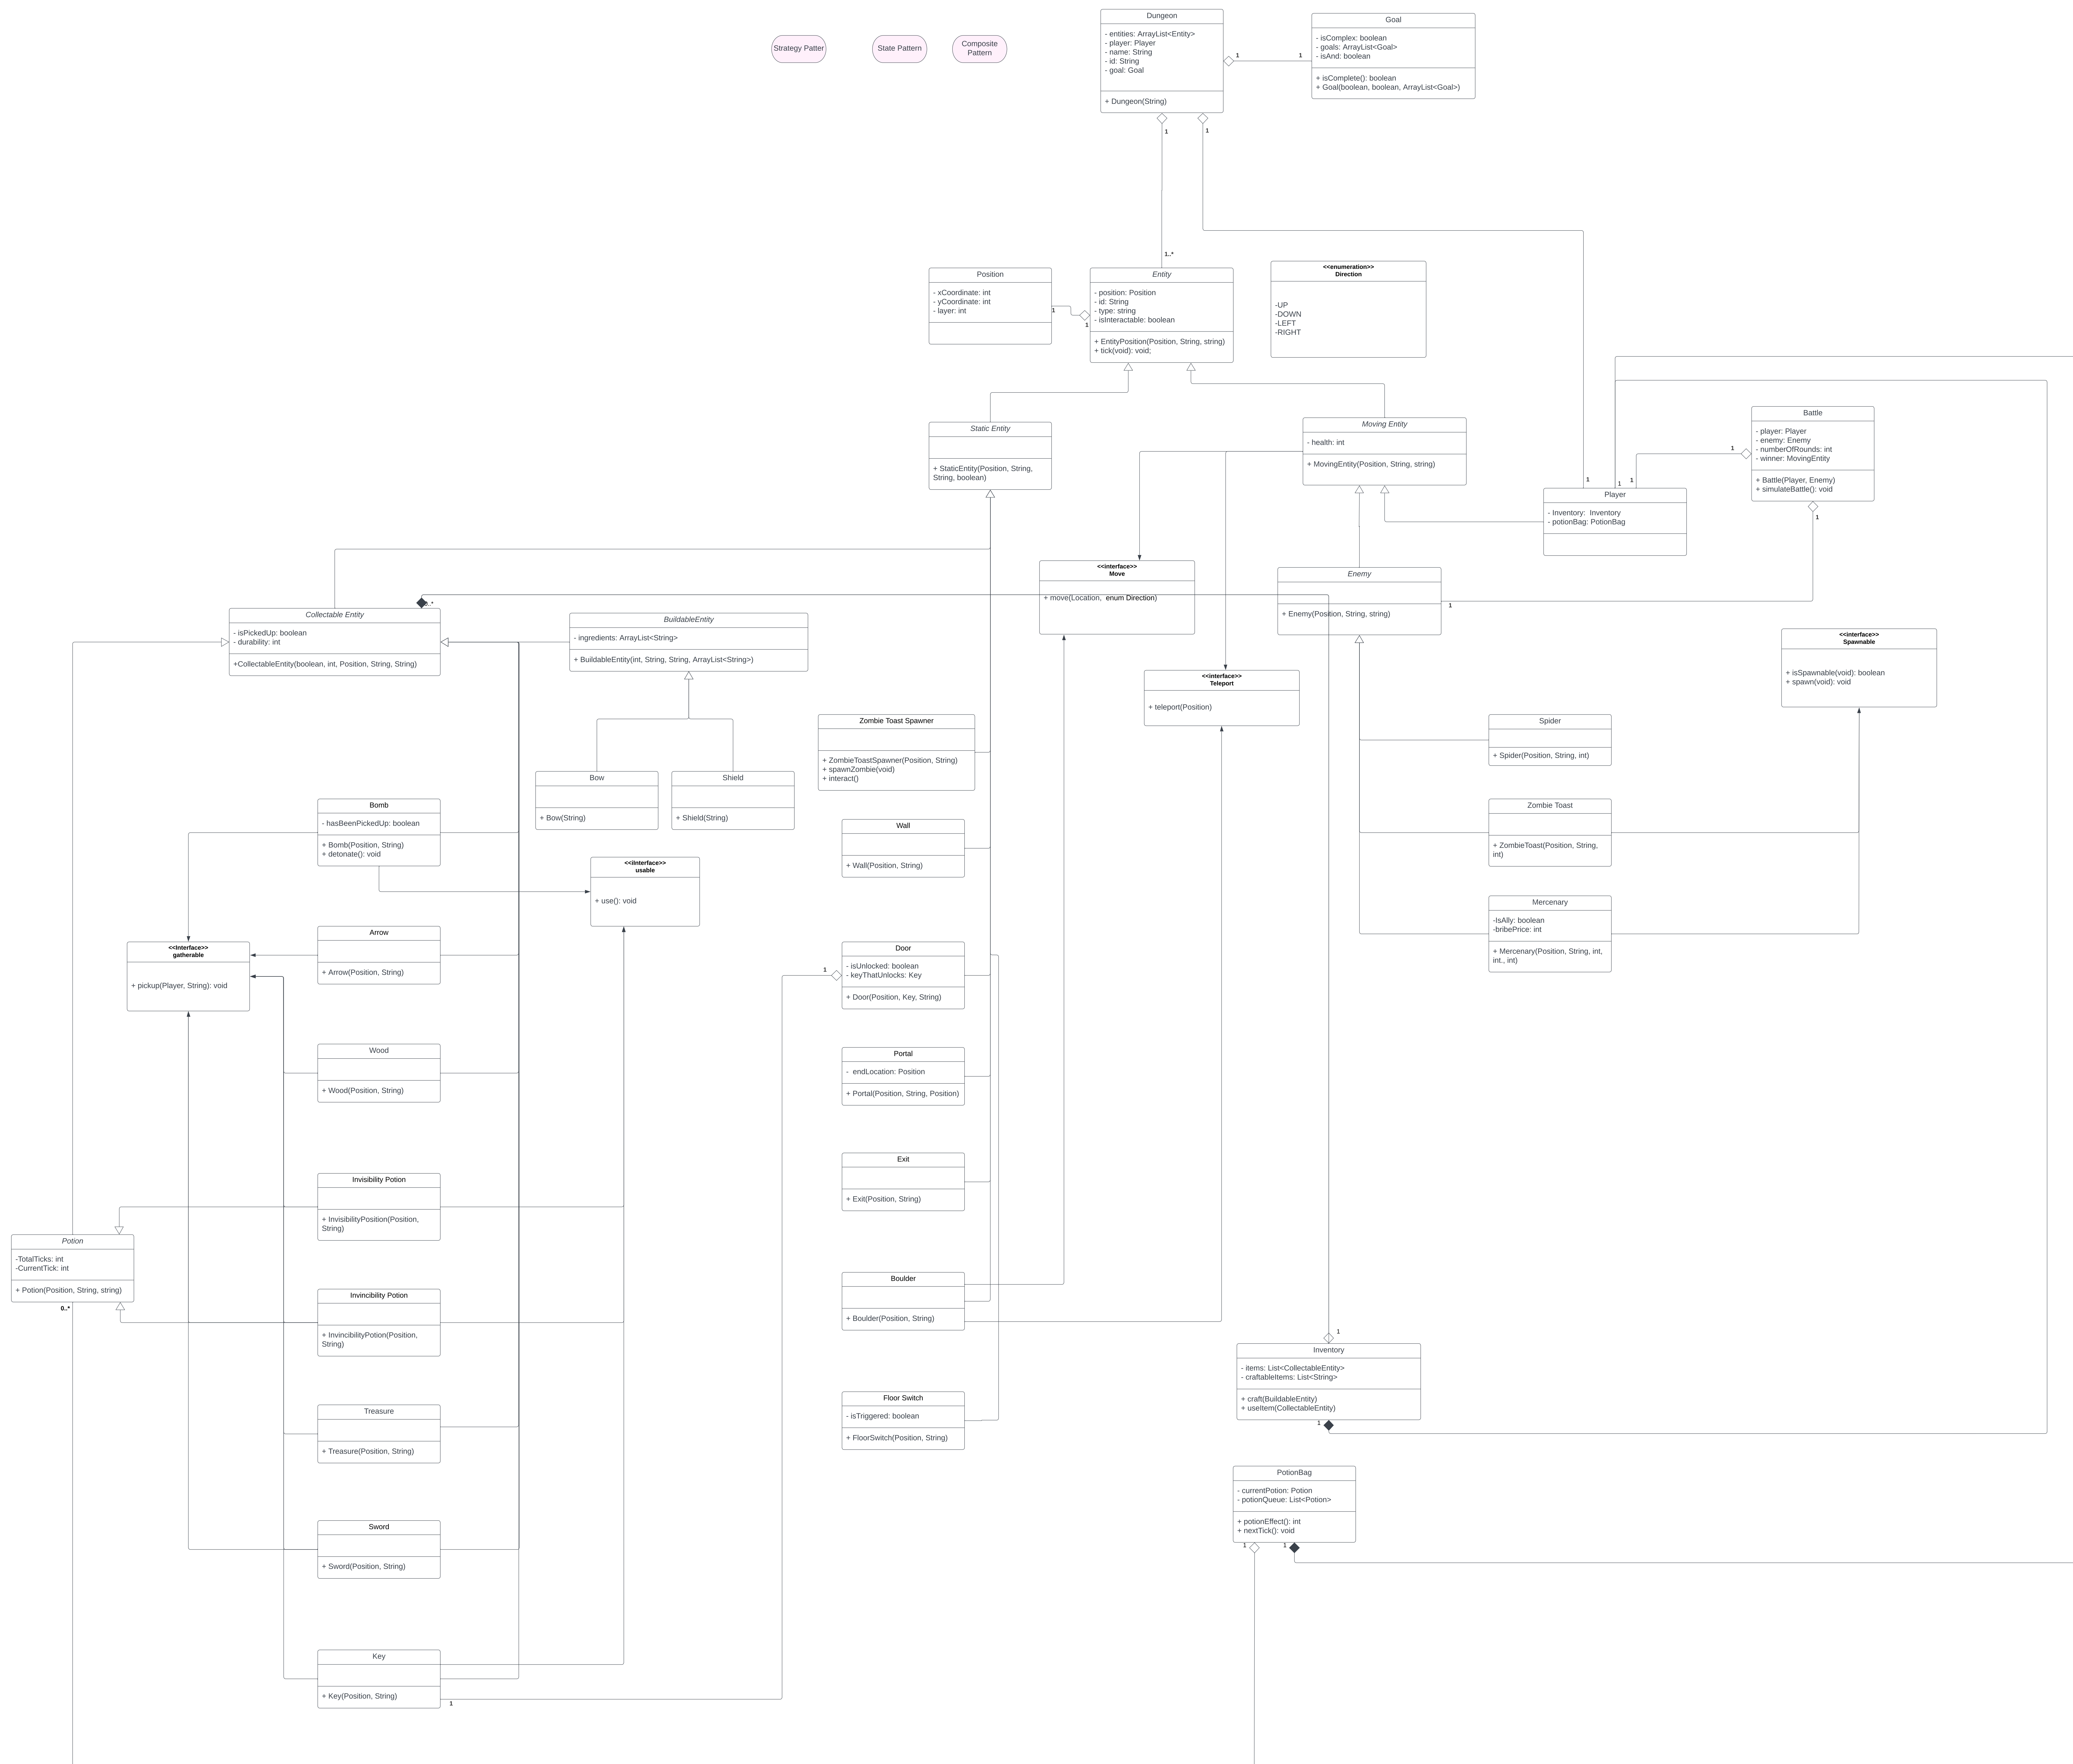 Strategy Patter
State Pattern
Composite
Pattern
Dungeon
- entities: ArrayList<Entity>
- player: Player
- name: String
- id: String
- goal: Goal
+ Dungeon(String)
1
1
Goal
- isComplex: boolean
- goals: ArrayList<Goal>
- isAnd: boolean
+ isComplete(): boolean
+ Goal(boolean, boolean, ArrayList<Goal>)
1
1
1..*
Position
- xCoordinate: int
- yCoordinate: int
- layer: int
1
1
Entity
- position: Position
- id: String
- type: string
- isInteractable: boolean
+ EntityPosition(Position, String, string)
+ tick(void): void;
<<enumeration>>
Direction
-UP
-DOWN
-LEFT
-RIGHT
Static Entity
+ StaticEntity(Position, String,
String, boolean)
Moving Entity
- health: int
+ MovingEntity(Position, String, string)
Battle
- player: Player
- enemy: Enemy
- numberOfRounds: int
- winner: MovingEntity
+ Battle(Player, Enemy)
+ simulateBattle(): void
1
1
1
1
1
Player
- Inventory:  Inventory
- potionBag: PotionBag
<<interface>>
Move
+ move(Location,  enum Direction)
Enemy
+ Enemy(Position, String, string)
1
0..*
Collectable Entity
- isPickedUp: boolean
- durability: int
+CollectableEntity(boolean, int, Position, String, String)
BuildableEntity
- ingredients: ArrayList<String>
+ BuildableEntity(int, String, String, ArrayList<String>)
<<interface>>
Spawnable
+ isSpawnable(void): boolean
+ spawn(void): void
<<interface>>
Teleport
+ teleport(Position)
Zombie Toast Spawner
+ ZombieToastSpawner(Position, String)
+ spawnZombie(void)
+ interact()
Spider
+ Spider(Position, String, int)
Bow
+ Bow(String)
Shield
+ Shield(String)
Bomb
- hasBeenPickedUp: boolean
+ Bomb(Position, String)
+ detonate(): void
Wall
+ Wall(Position, String)
Zombie Toast
+ ZombieToast(Position, String,
int)
<<iInterface>>
usable
+ use(): void
Mercenary
-IsAlly: boolean
-bribePrice: int
+ Mercenary(Position, String, int,
int., int)
<<Interface>>
gatherable
+ pickup(Player, String): void
Arrow
+ Arrow(Position, String)
1
Door
- isUnlocked: boolean
- keyThatUnlocks: Key
+ Door(Position, Key, String)
Wood
+ Wood(Position, String)
Portal
-  endLocation: Position
+ Portal(Position, String, Position)
Exit
+ Exit(Position, String)
Invisibility Potion
+ InvisibilityPosition(Position,
String)
Potion
-TotalTicks: int
-CurrentTick: int
+ Potion(Position, String, string)
0..*
Invincibility Potion
+ InvincibilityPotion(Position,
String)
Boulder
+ Boulder(Position, String)
1
Inventory
- items: List<CollectableEntity>
- craftableItems: List<String>
+ craft(BuildableEntity)
+ useItem(CollectableEntity)
1
Treasure
+ Treasure(Position, String)
Floor Switch
- isTriggered: boolean
+ FloorSwitch(Position, String)
PotionBag
- currentPotion: Potion
- potionQueue: List<Potion>
+ potionEffect(): int
+ nextTick(): void
1
1
Sword
+ Sword(Position, String)
Key
+ Key(Position, String)
1